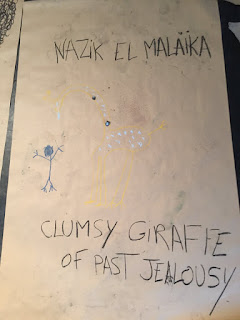 NAZIK EL MALAÏKA
CLUMSY GIRAFFE
OF PAST JEALOUSY